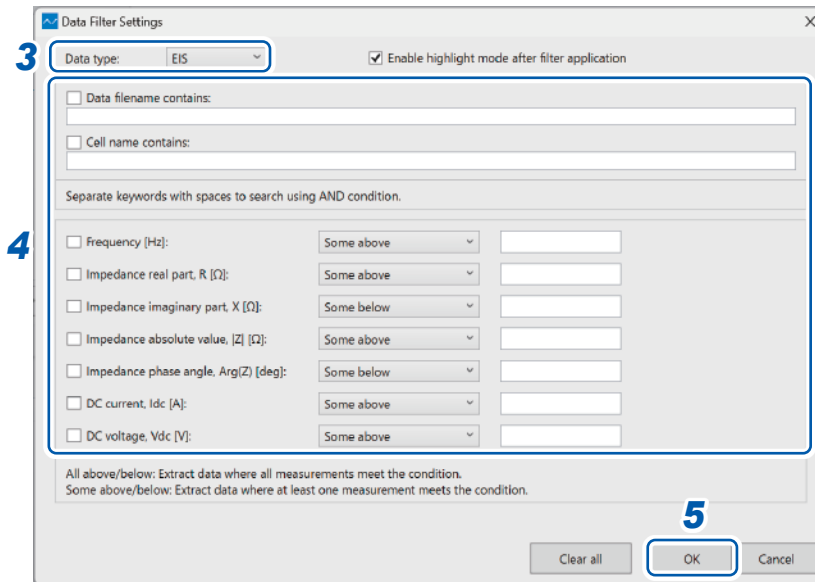 Data Filter Settings
3 Data type: EIS Enable highlight mode after filter application
Data filename contains:
Cell name contains:
Separate keywords with spaces to search using AND condition.
4
Frequency [Hz]: Some above
Impedance real part, R [Ω]: Some above
Impedance imaginary part, X [Ω]: Some below
Impedance absolute value, |Z| [Ω]: Some above
Impedance phase angle, Arg(Z) [deg]: Some below
DC current, Idc [A]: Some above
DC voltage, Vdc [V]: Some above
All above/below: Extract data where all measurements meet the condition.
Some above/below: Extract data where at least one measurement meets the condition.
5
Clear all OK Cancel